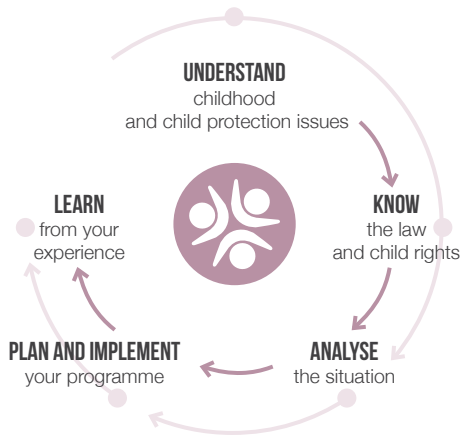 UNDERSTAND
childhood
and child protection issues
KNOW
the law
and child rights
ANALYSE
the situation
PLAN AND IMPLEMENT
your programme
LEARN
from your
experience